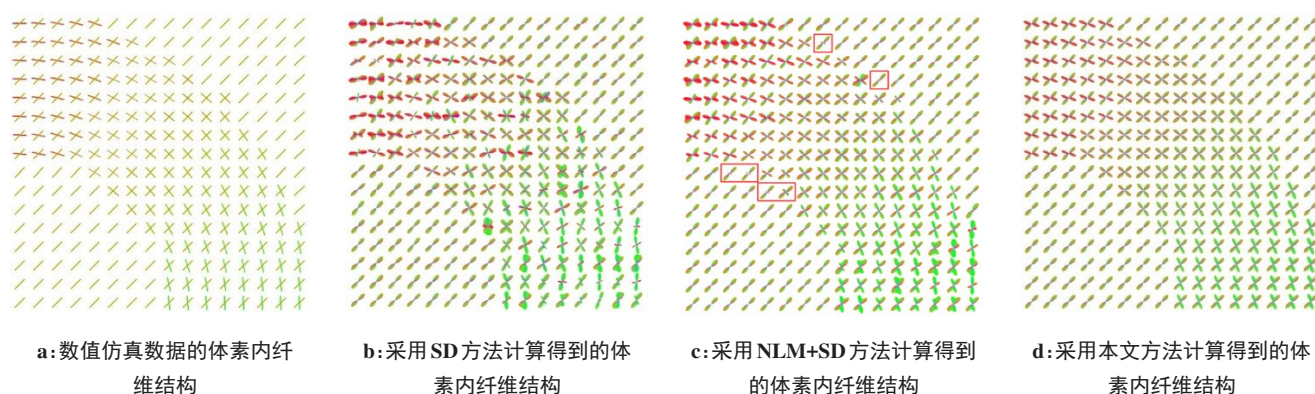 a:数值仿真数据的体素内纤
维结构
b:采用SD方法计算得到的体
素内纤维结构
c:采用NLM+SD方法计算得到
的体素内纤维结构
d:采用本文方法计算得到的体
素内纤维结构